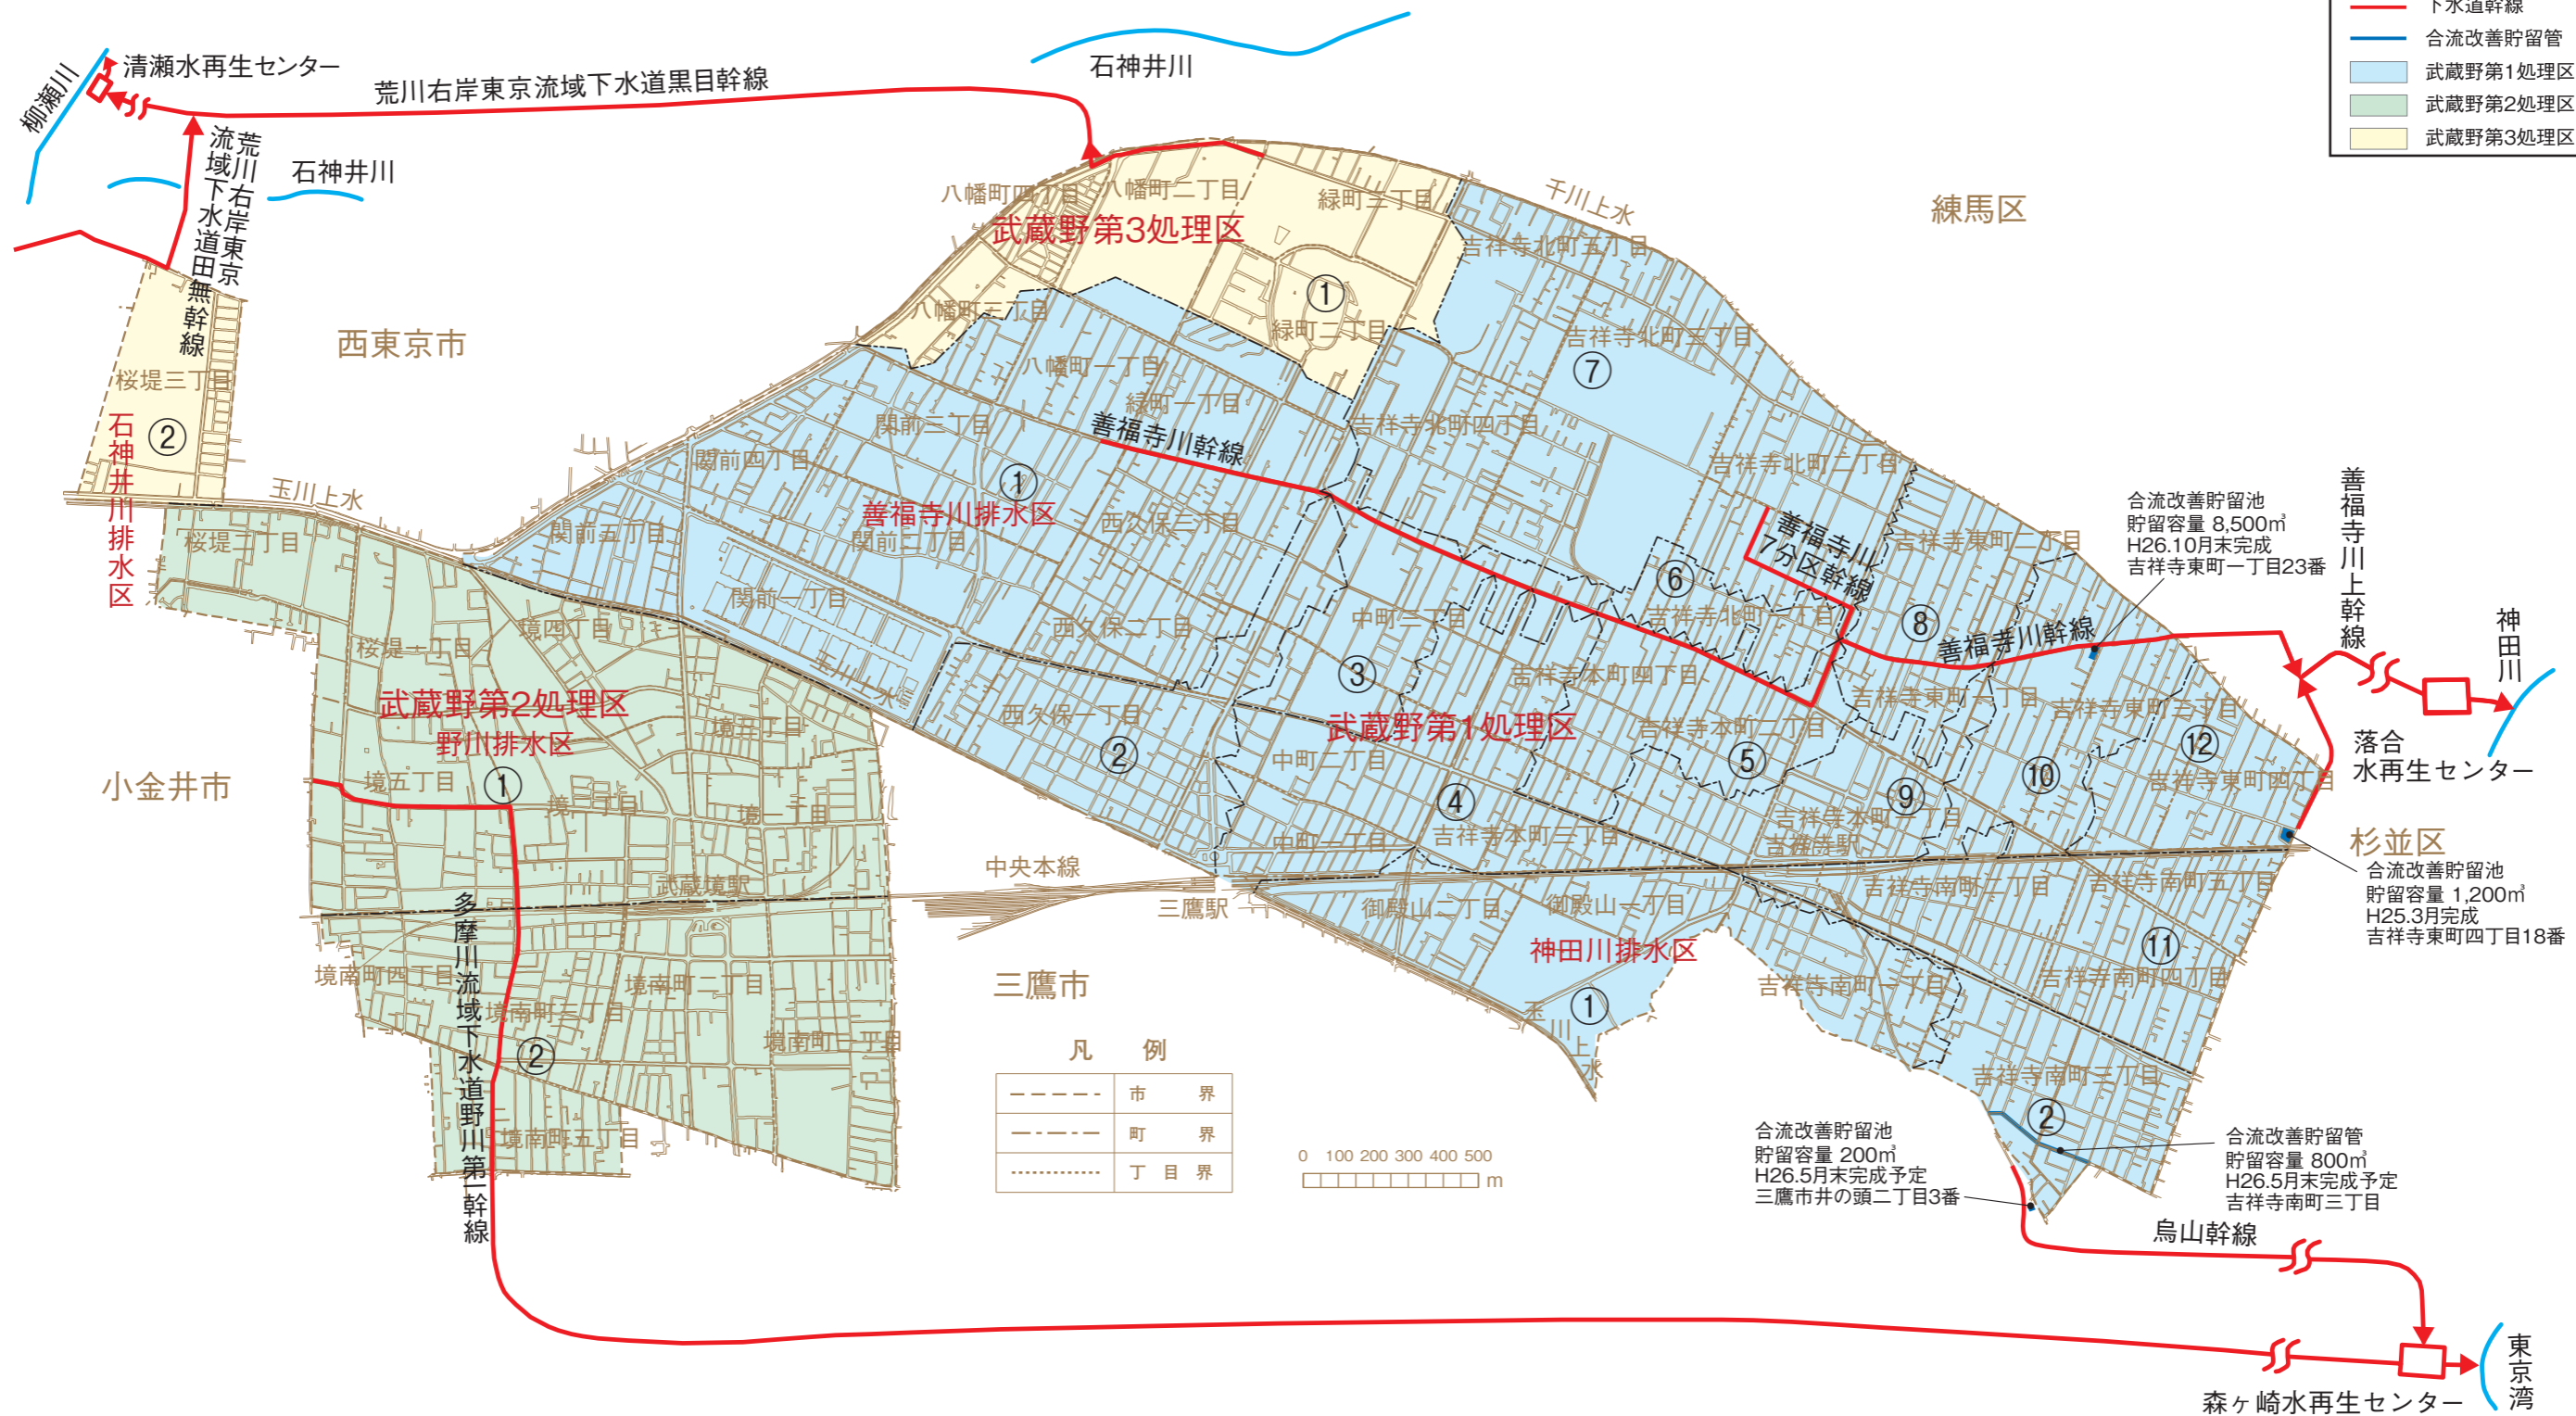 下水道幹線
合流改善貯留管
武蔵野第1処理区
武蔵野第2処理区
武蔵野第3処理区
柳瀬川
清瀬水再生センター
荒川右岸東京流域下水道黒目幹線
石神井川
荒川右岸東京
流域下水道田無幹線
石神井川
西東京市
練馬区
千川上水
八幡町四丁目
八幡町二丁目
緑町三丁目
武蔵野第3処理区
①
八幡町三丁目
緑町二丁目
吉祥寺北町五丁目
吉祥寺北町三丁目
⑦
桜堤三丁目
②
石神井川排水区
玉川上水
八幡町一丁目
緑町一丁目
関前三丁目
善福寺川幹線
吉祥寺北町四丁目
関前四丁目
①
善福寺川排水区
関前二丁目
西久保三丁目
関前五丁目
関前一丁目
吉祥寺北町二丁目
善福寺川
7分区幹線
吉祥寺東町二丁目
合流改善貯留池
貯留容量 8,500㎥
H26.10月末完成
吉祥寺東町一丁目23番
善福寺川上幹線
神田川
落合
水再生センター
桜堤二丁目
桜堤一丁目
境四丁目
玉川上水
西久保二丁目
中町三丁目
⑥
吉祥寺北町一丁目
⑧
善福寺川幹線
武蔵野第2処理区
野川排水区
境三丁目
西久保一丁目
②
③
吉祥寺本町四丁目
武蔵野第1処理区
吉祥寺本町二丁目
⑤
吉祥寺東町一丁目
吉祥寺東町三丁目
⑫
吉祥寺東町四丁目
小金井市
境五丁目
①
境二丁目
境一丁目
中町二丁目
④
⑨
⑩
中町一丁目
吉祥寺本町三丁目
吉祥寺本町一丁目
吉祥寺駅
杉並区
合流改善貯留池
貯留容量 1,200㎥
H25.3月完成
吉祥寺東町四丁目18番
武蔵境駅
中央本線
三鷹駅
御殿山二丁目
御殿山一丁目
吉祥寺南町二丁目
吉祥寺南町五丁目
神田川排水区
①
⑪
多摩川流域下水道野川第一幹線
境南町四丁目
境南町三丁目
境南町二丁目
境南町一丁目
②
境南町五丁目
三鷹市
玉川上水
吉祥寺南町一丁目
吉祥寺南町四丁目
吉祥寺南町三丁目
②
凡 例
市 界
町 界
丁 目 界
0 100 200 300 400 500
m
合流改善貯留池
貯留容量 200㎥
H26.5月末完成予定
三鷹市井の頭二丁目3番
合流改善貯留管
貯留容量 800㎥
H26.5月末完成予定
吉祥寺南町三丁目
烏山幹線
森ヶ崎水再生センター
東京湾